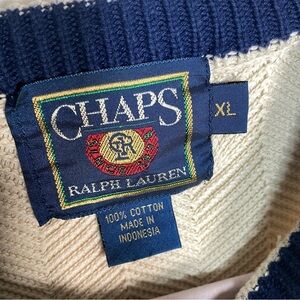 CHAPS
RALPH LAUREN
XL
100% COTTON
MADE IN
INDONESIA